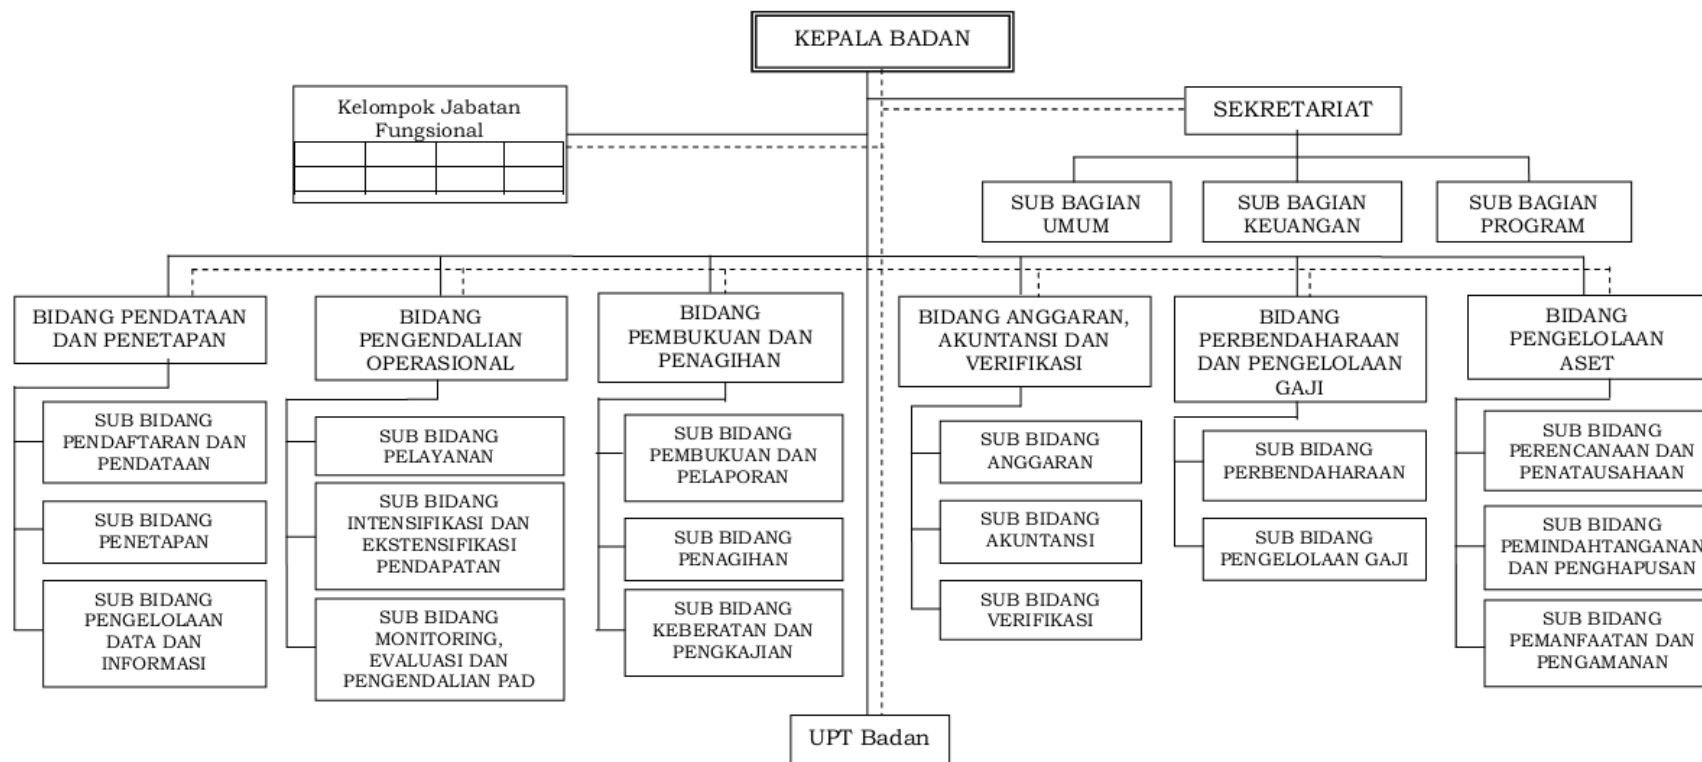 KEPALA BADAN
Kelompok Jabatan
Fungsional
SEKRETARIAT
SUB BAGIAN
UMUM
SUB BAGIAN
KEUANGAN
SUB BAGIAN
PROGRAM
BIDANG PENDATAAN
DAN PENETAPAN
SUB BIDANG
PENDAFTARAN DAN
PENDATAAN
SUB BIDANG
PENETAPAN
SUB BIDANG
PENGELOLAAN
DATA DAN
INFORMASI
BIDANG
PENGENDALIAN
OPERASIONAL
SUB BIDANG
PELAYANAN
SUB BIDANG
INTENSIFIKASI DAN
EKSTENSIFIKASI
PENDAPATAN
SUB BIDANG
MONITORING,
EVALUASI DAN
PENGENDALIAN PAD
BIDANG
PEMBUKUAN DAN
PENAGIHAN
SUB BIDANG
PEMBUKUAN DAN
PELAPORAN
SUB BIDANG
PENAGIHAN
SUB BIDANG
KEBERATAN DAN
PENGKAJIAN
BIDANG ANGGARAN,
AKUNTANSI DAN
VERIFIKASI
SUB BIDANG
ANGGARAN
SUB BIDANG
AKUNTANSI
SUB BIDANG
VERIFIKASI
BIDANG
PERBENDAHARAAN
DAN PENGELOLAAN
GAJI
SUB BIDANG
PERBENDAHARAAN
SUB BIDANG
PENGELOLAAN GAJI
BIDANG
PENGELOLAAN
ASET
SUB BIDANG
PERENCANAAN DAN
PENATAUSAHAAN
SUB BIDANG
PEMINDAHTANGANAN
DAN PENGHAPUSAN
SUB BIDANG
PEMANFAATAN DAN
PENGAMANAN
UPT Badan